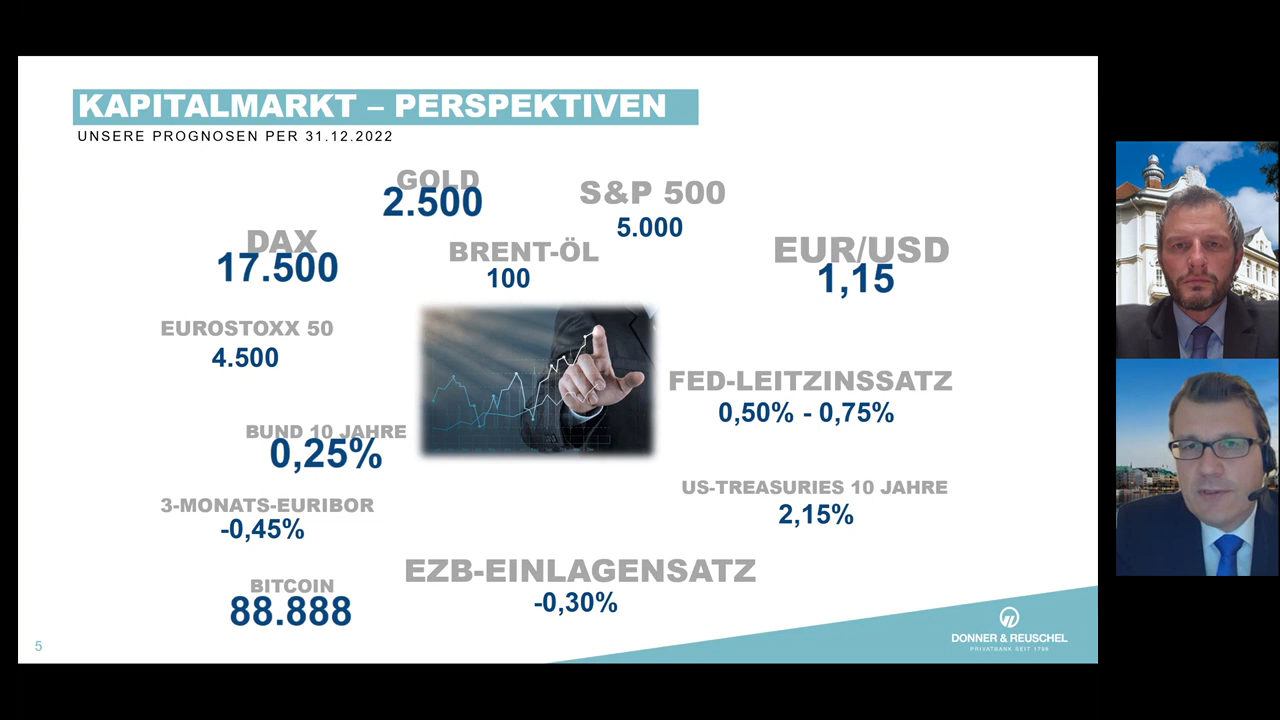 KAPITALMARKT – PERSPEKTIVEN
UNSERE PROGNOSEN PER 31.12.2022
GOLD
2.500
S&P 500
5.000
DAX
17.500
BRENT-ÖL
100
EUR/USD
1,15
EUROSTOXX 50
4.500
FED-LEITZINSSATZ
0,50% - 0,75%
BUND 10 JAHRE
0,25%
3-MONATS-EURIBOR
-0,45%
US-TREASURIES 10 JAHRE
2,15%
EZB-EINLAGENSATZ
-0,30%
BITCOIN
88.888
5
DONNER & REUSCHEL
PRIVATBANK SEIT 1798